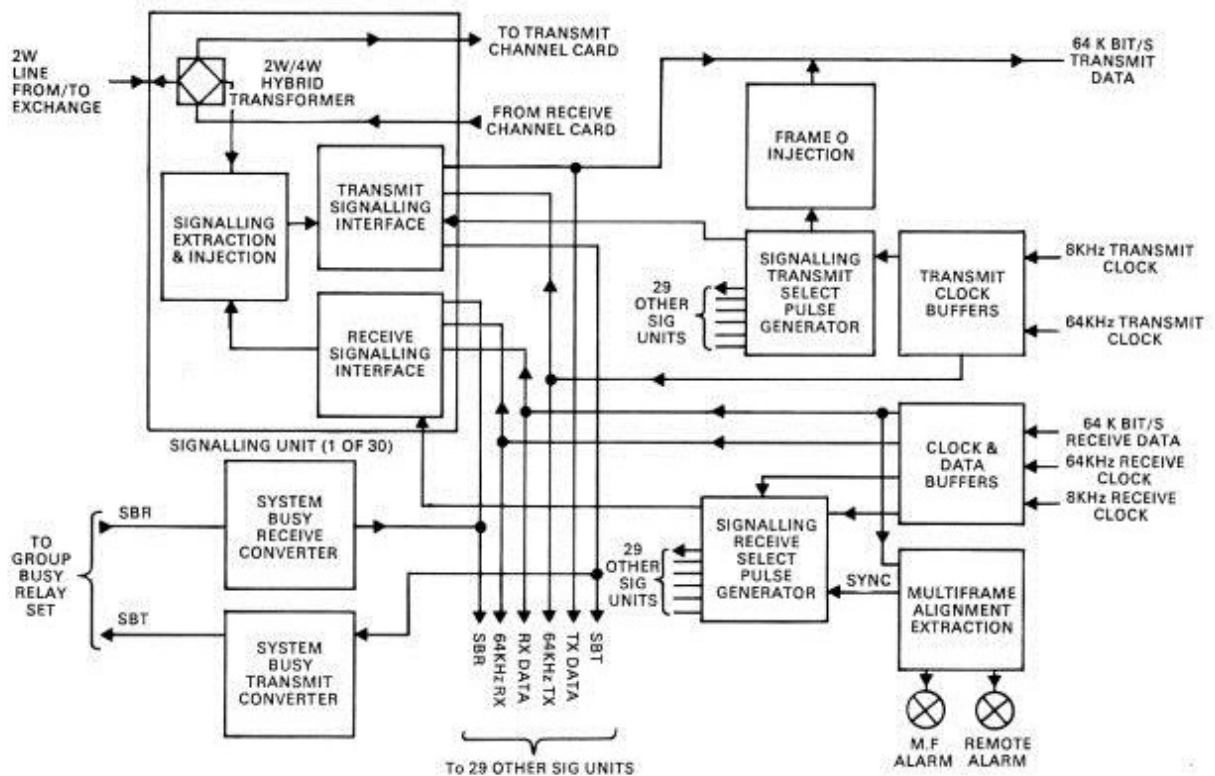 2W
LINE
FROM/TO
EXCHANGE
2W/4W
HYBRID
TRANSFORMER
TO TRANSMIT
CHANNEL CARD
FROM RECEIVE
CHANNEL CARD
64 K BIT/S
TRANSMIT
DATA
FRAME O
INJECTION
SIGNALLING
EXTRACTION
& INJECTION
TRANSMIT
SIGNALLING
INTERFACE
RECEIVE
SIGNALLING
INTERFACE
SIGNALLING UNIT (1 OF 30)
29
OTHER
SIG
UNITS
SIGNALLING
TRANSMIT
SELECT
PULSE
GENERATOR
TRANSMIT
CLOCK
BUFFERS
8KHz TRANSMIT
CLOCK
64KHz TRANSMIT
CLOCK
CLOCK &
DATA
BUFFERS
64 K BIT/S
RECEIVE DATA
64KHz RECEIVE
CLOCK
8KHz RECEIVE
CLOCK
TO
GROUP
BUSY
RELAY
SET
SBR
SBT
SYSTEM
BUSY
RECEIVE
CONVERTER
SYSTEM
BUSY
TRANSMIT
CONVERTER
29
OTHER
SIG
UNITS
SIGNALLING
RECEIVE
SELECT
PULSE
GENERATOR
SYNC
MULTIFRAME
ALIGNMENT
EXTRACTION
M.F
ALARM
REMOTE
ALARM
SBR
64KHz RX
RX DATA
64KHz TX
TX DATA
SBT
To 29 OTHER SIG UNITS